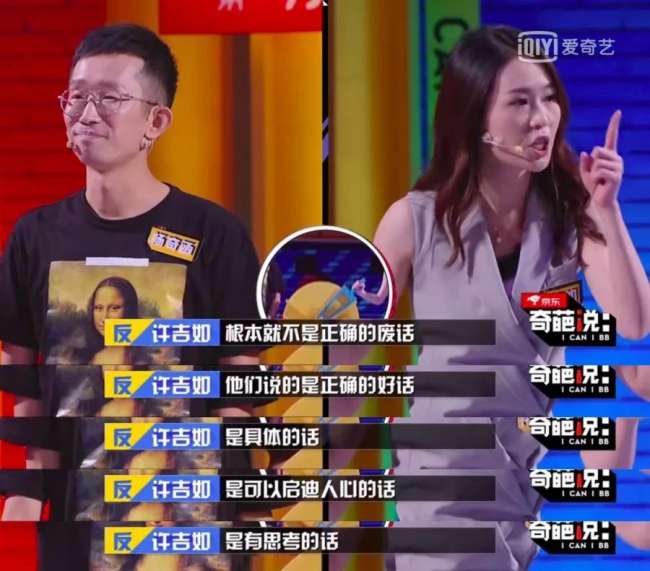 iQIYI 爱奇艺
CAN
京东
奇葩说:
I CAN I BB
反 许吉如 根本就不是正确的废话
奇葩说:
I CAN I BB
反 许吉如 他们说的是正确的好话
奇葩说:
I CAN I BB
反 许吉如 是具体的话
奇葩说:
I CAN I BB
反 许吉如 是可以启迪人心的话
奇葩说:
I CAN I BB
反 许吉如 是有思考的话